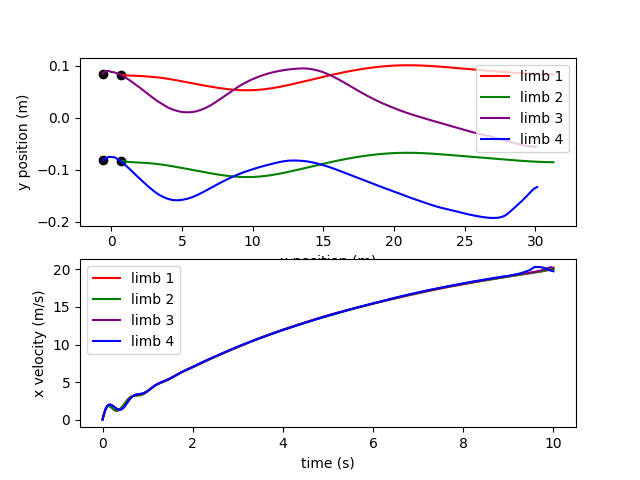 0.1
0.0
−0.1
−0.2
y position (m)
limb 1
limb 2
limb 3
limb 4
0 5 10 15 20 25 30
x position (m)
20
15
10
5
0
x velocity (m/s)
limb 1
limb 2
limb 3
limb 4
0 2 4 6 8 10
time (s)